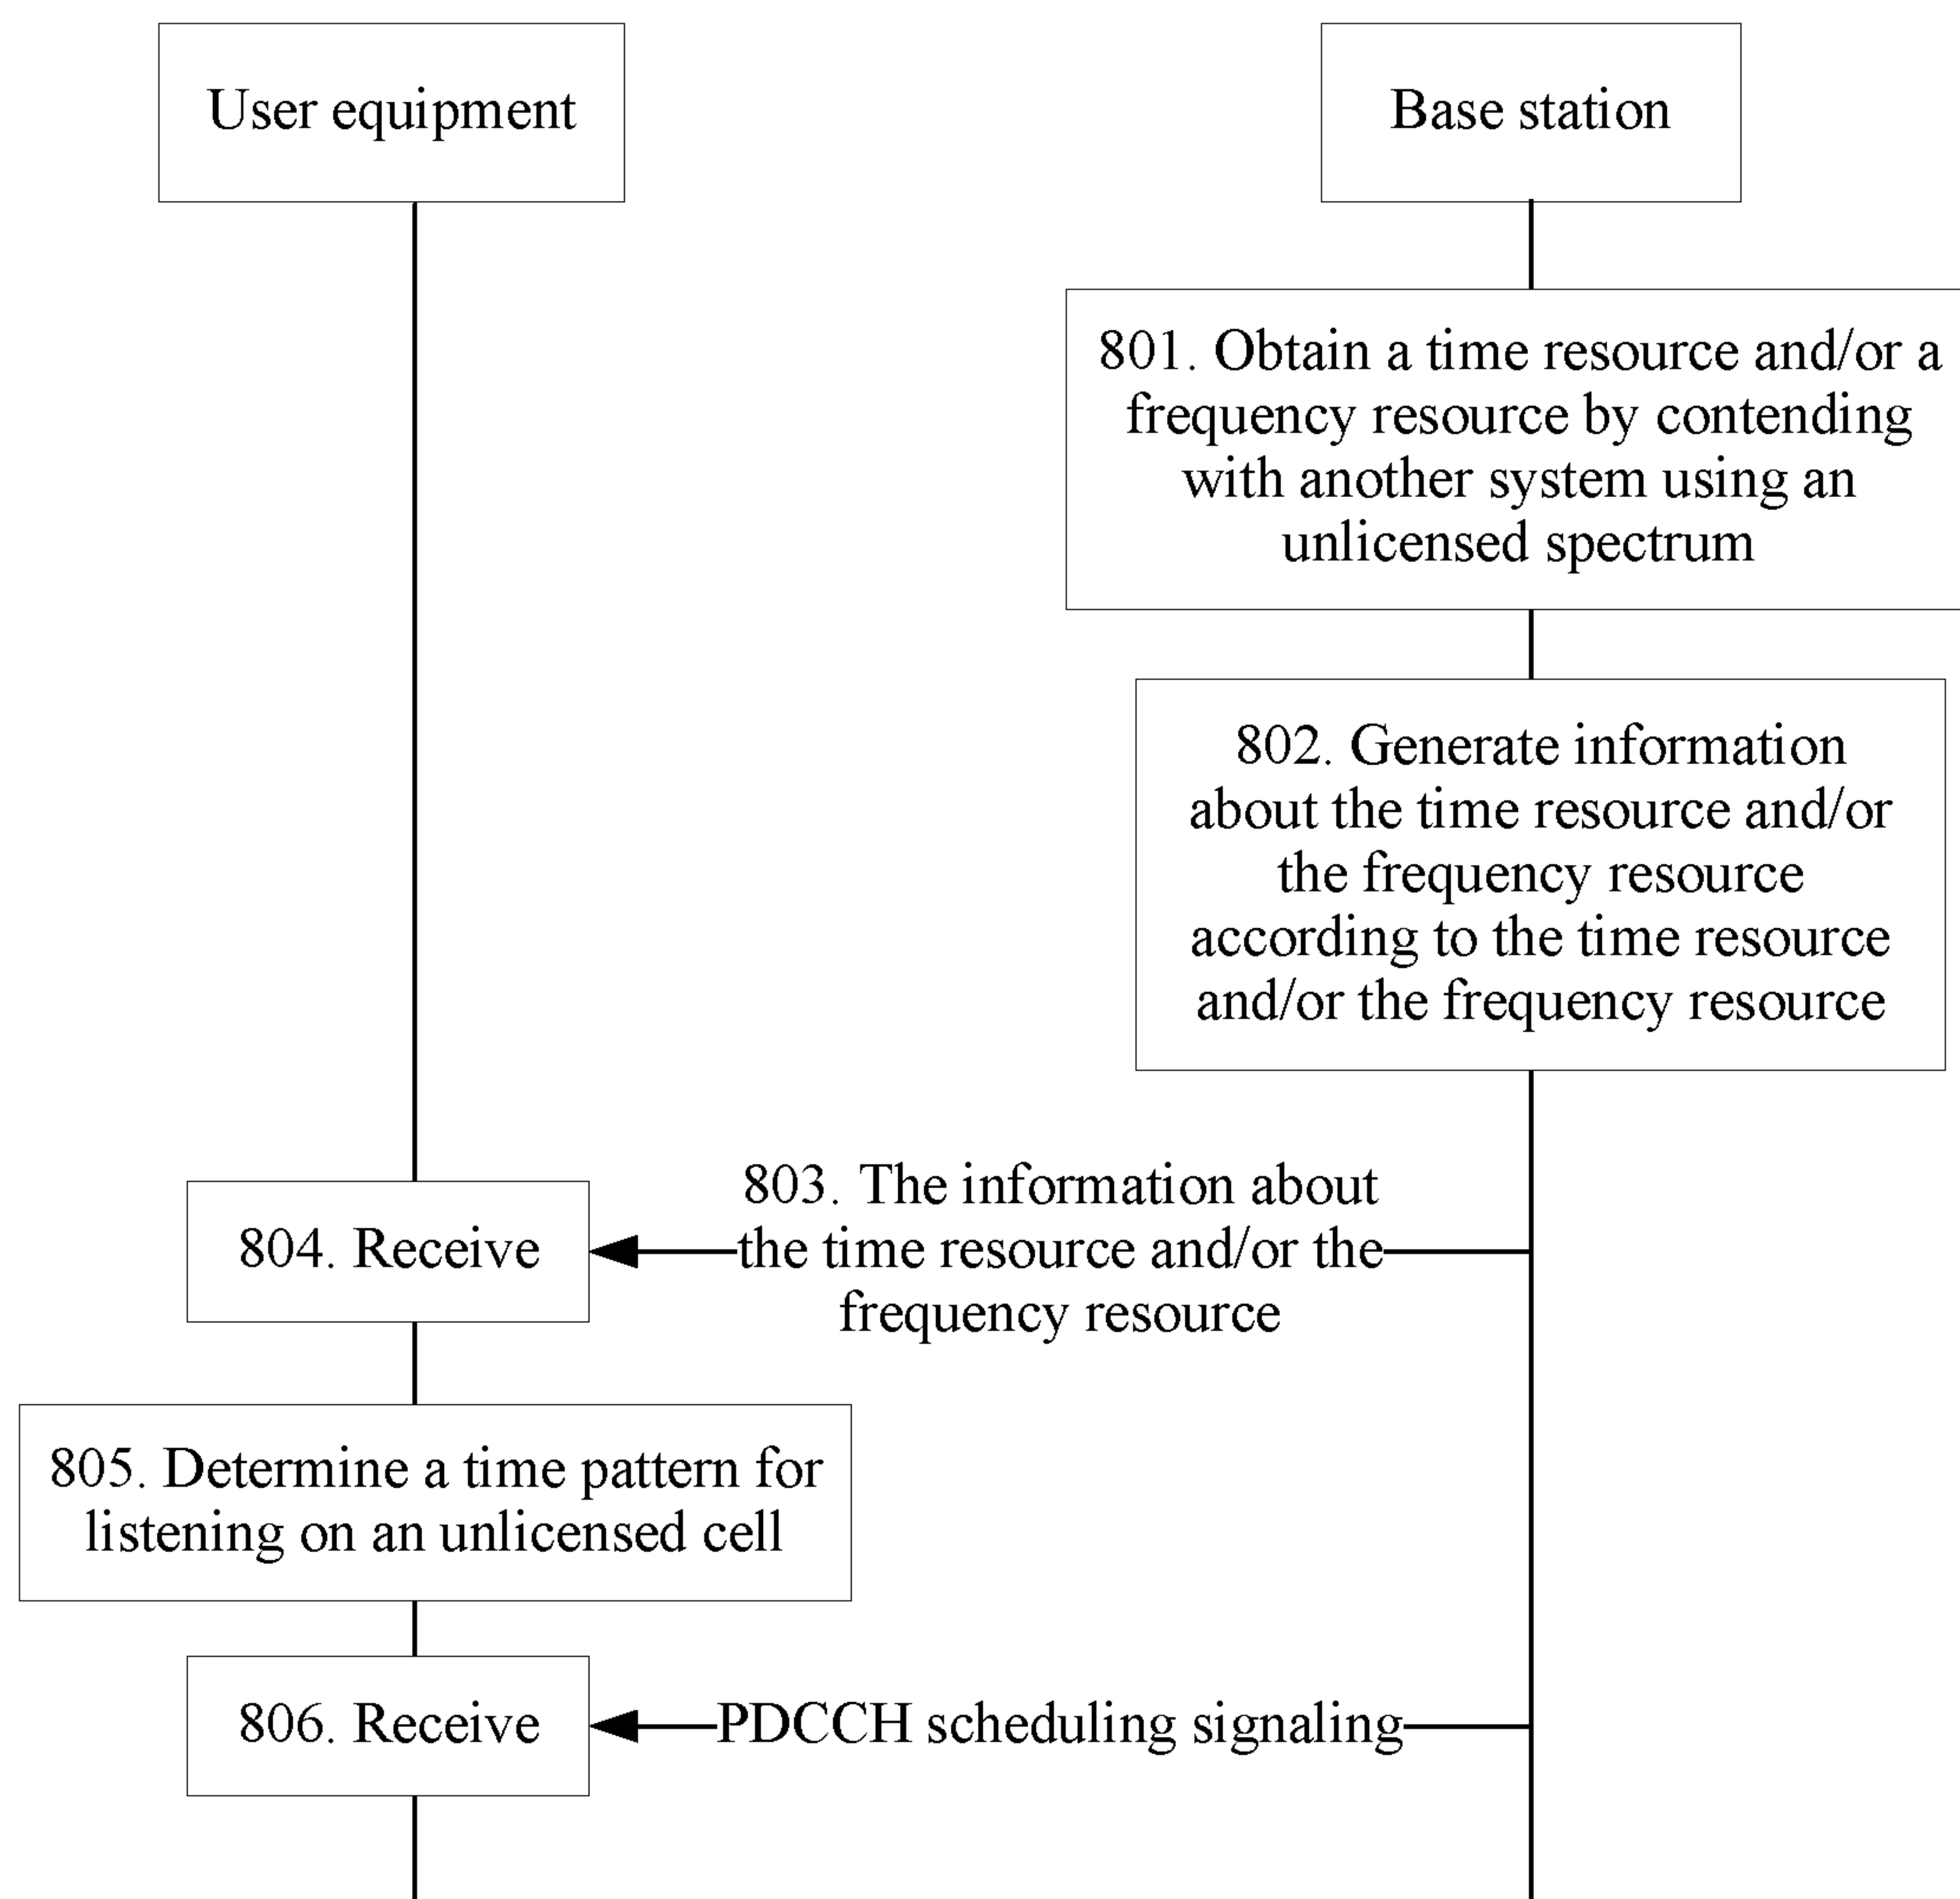 User equipment
Base station
801. Obtain a time resource and/or a
frequency resource by contending
with another system using an
unlicensed spectrum
802. Generate information
about the time resource and/or
the frequency resource
according to the time resource
and/or the frequency resource
803. The information about
the time resource and/or the
frequency resource
804. Receive
805. Determine a time pattern for
listening on an unlicensed cell
806. Receive
PDCCH scheduling signaling